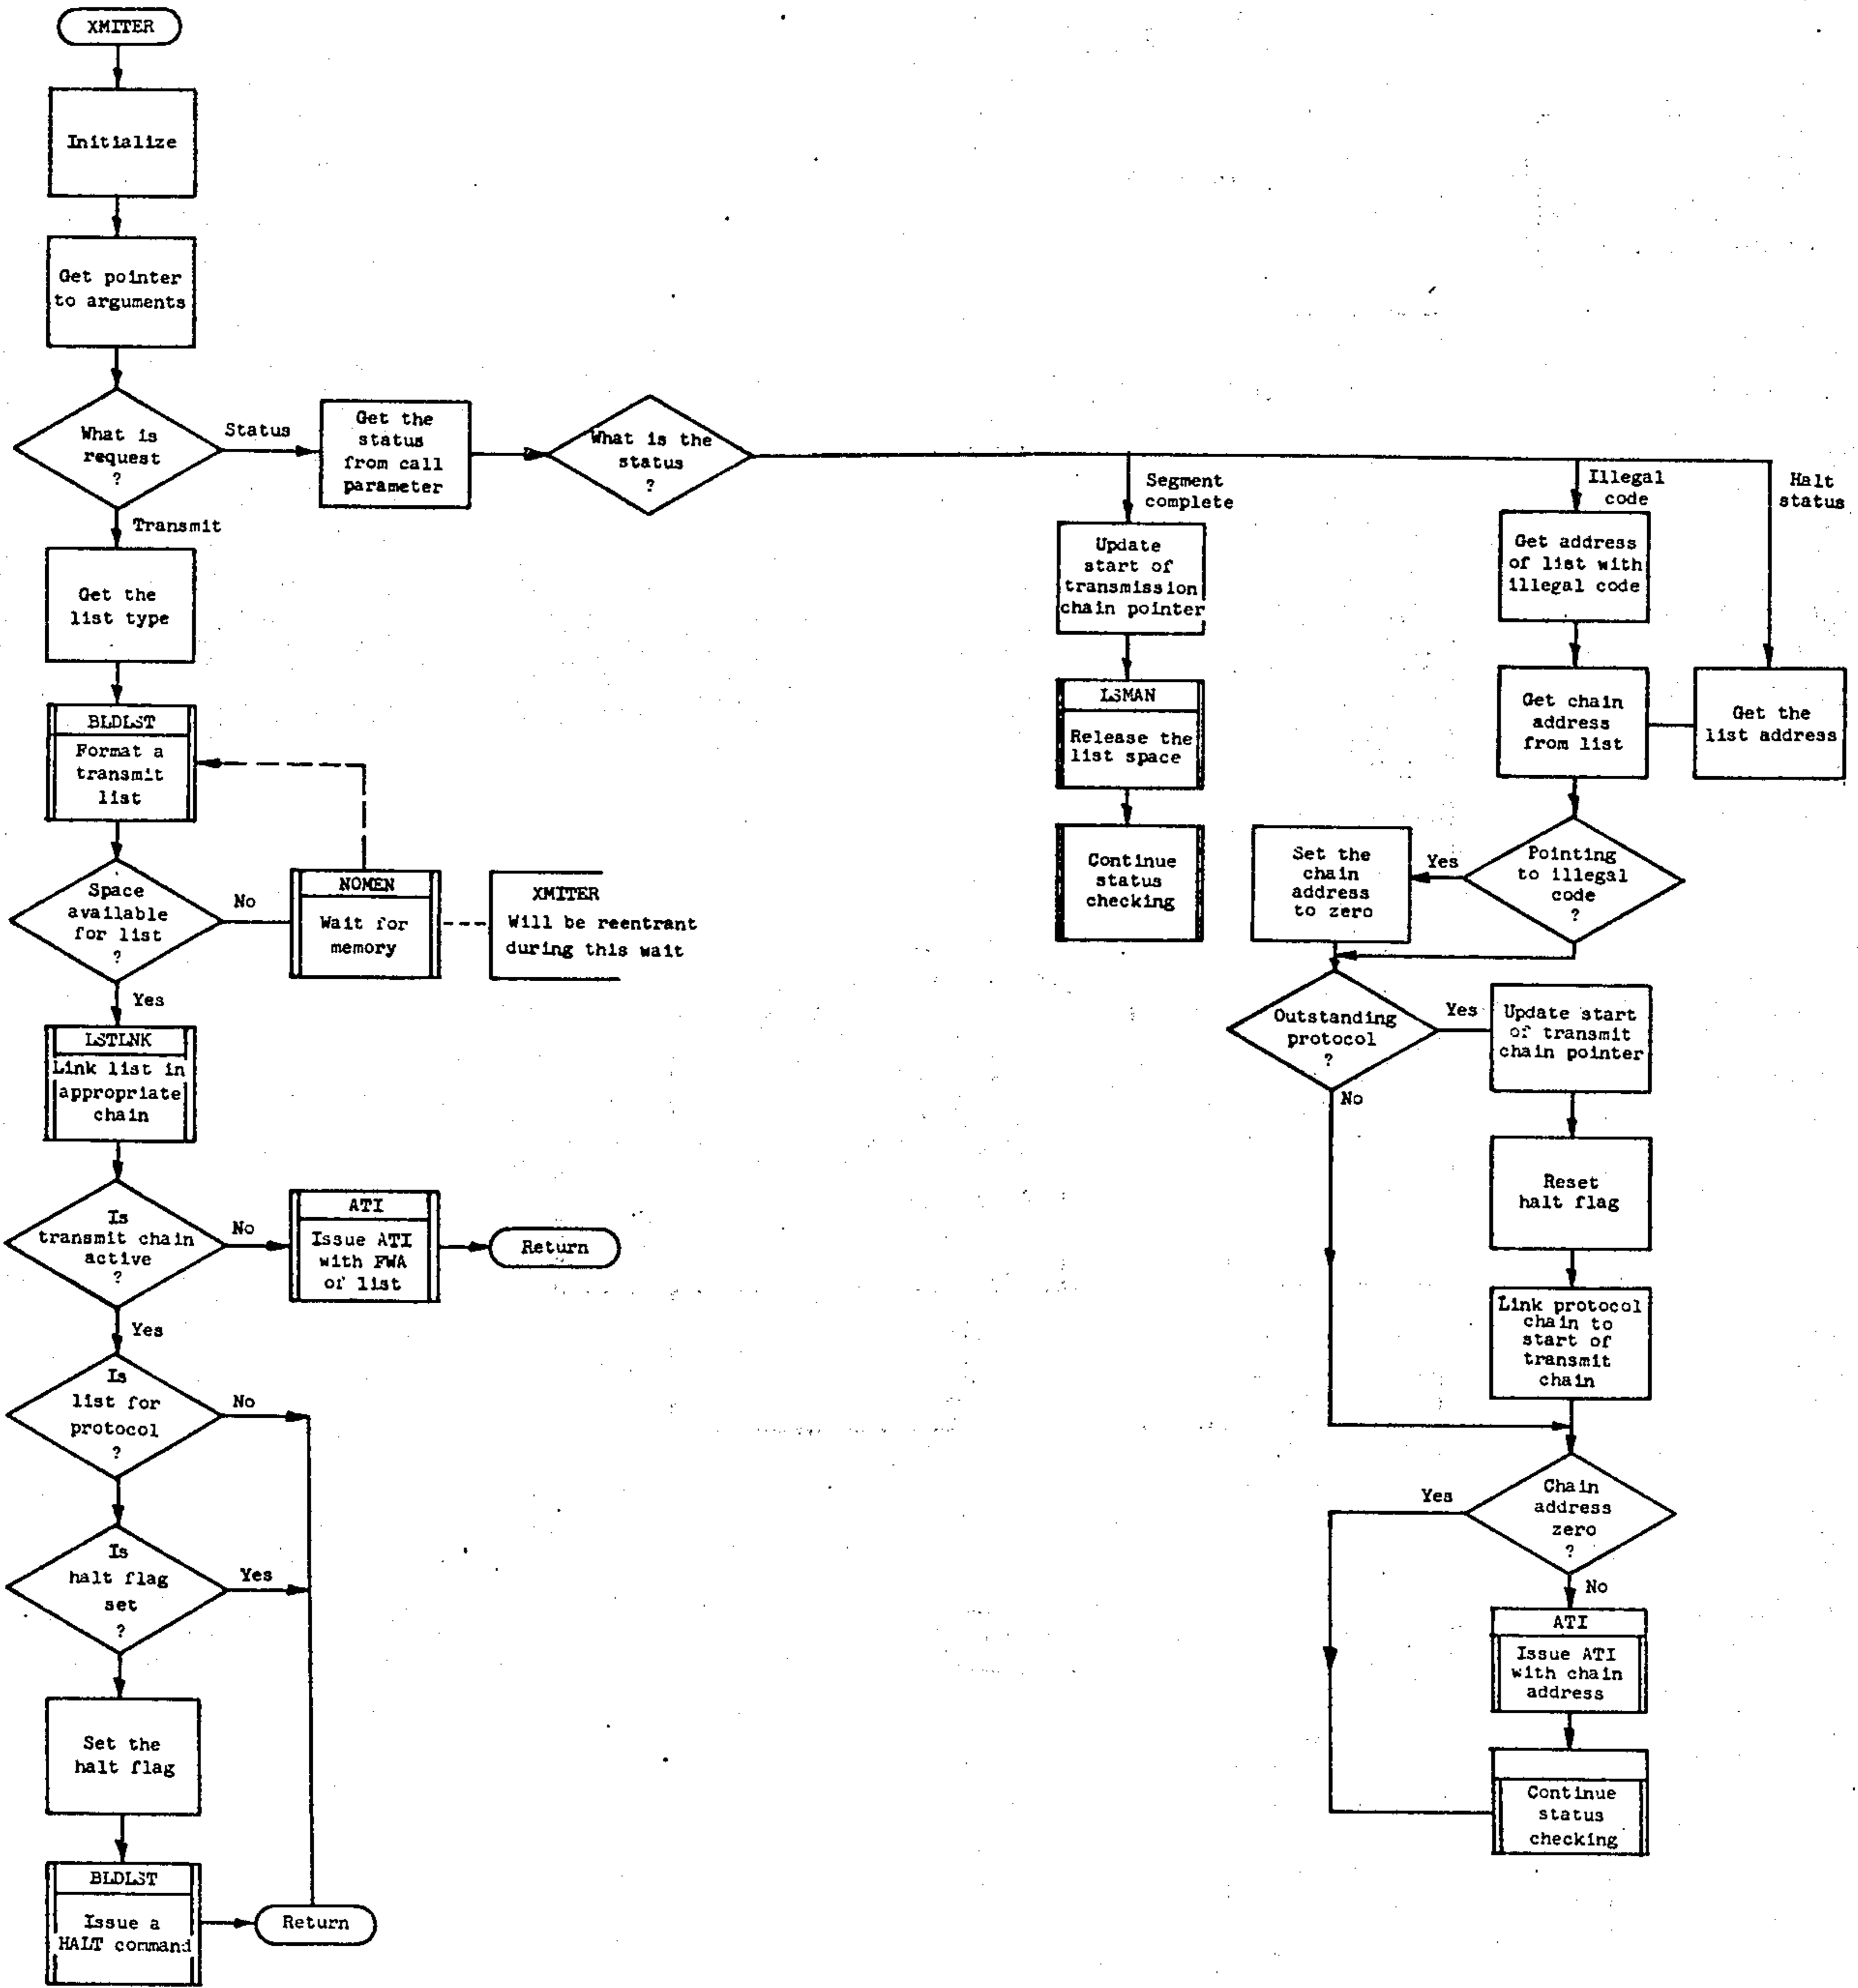 XMITER
Initialize
Get pointer
to arguments
What is
request
?
Status
Transmit
Get the
status
from call
parameter
What is the
status
?
Segment
complete
Illegal
code
Halt
status
Get the
list type
BLDLST
Format a
transmit
list
Space
available
for list
?
No
Yes
NOMEN
Wait for
memory
XMITER
Will be reentrant
during this wait
LSTLNK
Link list in
appropriate
chain
Is
transmit chain
active
?
No
Yes
ATI
Issue ATI
with FWA
of list
Return
Is
list for
protocol
?
No
Is
halt flag
set
?
Yes
Set the
halt flag
BLDLST
Issue a
HALT command
Return
Update
start of
transmission
chain pointer
LSMAN
Release the
list space
Continue
status
checking
Get address
of list with
illegal code
Get chain
address
from list
Get the
list address
Pointing
to illegal
code
?
Yes
Set the
chain
address
to zero
Outstanding
protocol
?
Yes
No
Update start
of transmit
chain pointer
Reset
halt flag
Link protocol
chain to
start of
transmit
chain
Chain
address
zero
?
Yes
No
ATI
Issue ATI
with chain
address
Continue
status
checking